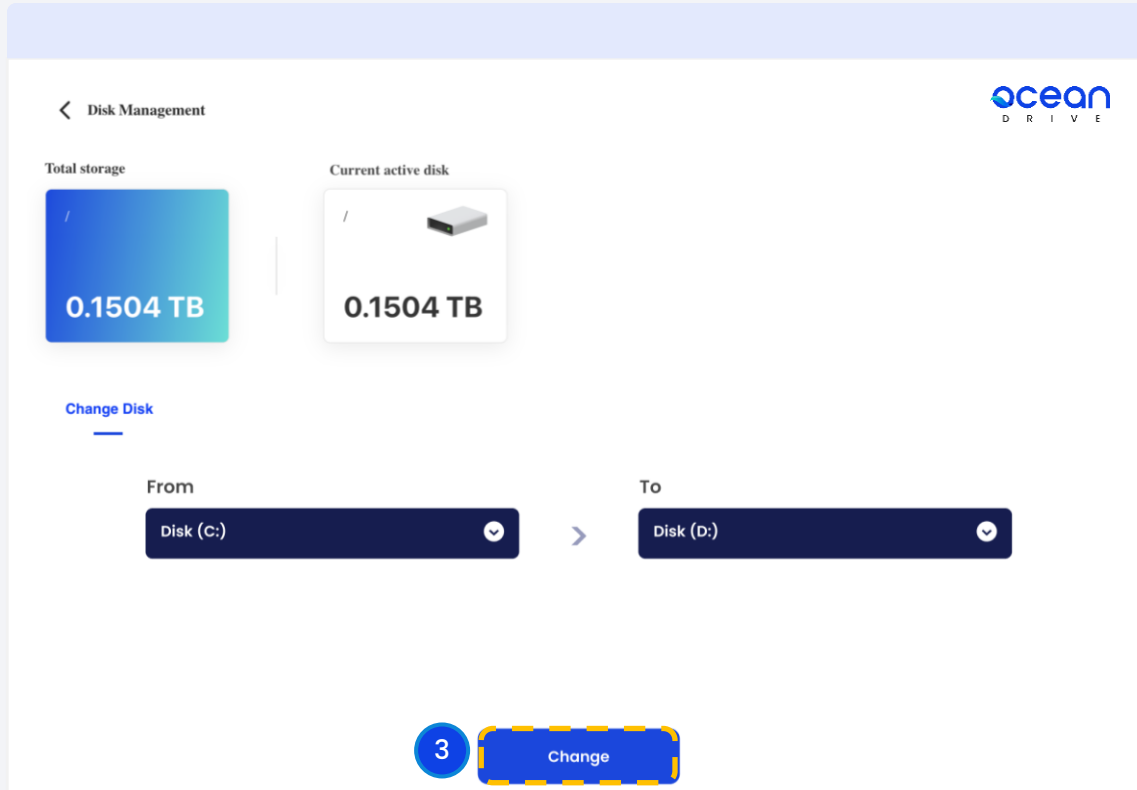 Disk Management
ocean
DRIVE
Total storage
Current active disk
/
/
0.1504 TB
0.1504 TB
Change Disk
From
To
Disk (C:)
Disk (D:)
3
Change